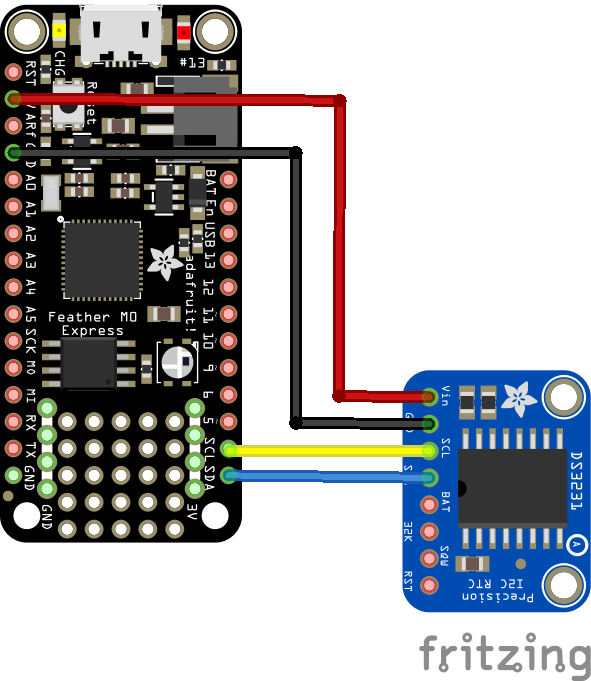 #13
CHG
Reset
RST
ARf
A0
A1
A2
A3
A4
A5
SCK
MO
MI
RX
TX
GND
BAT
En
USB
13
12
11
10
9
6
5
SCL
SDA
adafruit!
Feather M0
Express
GND
3V
Vin
SCL
BAT
32K
SQW
RST
DS3231
A
Precision
I2C RTC
fritzing